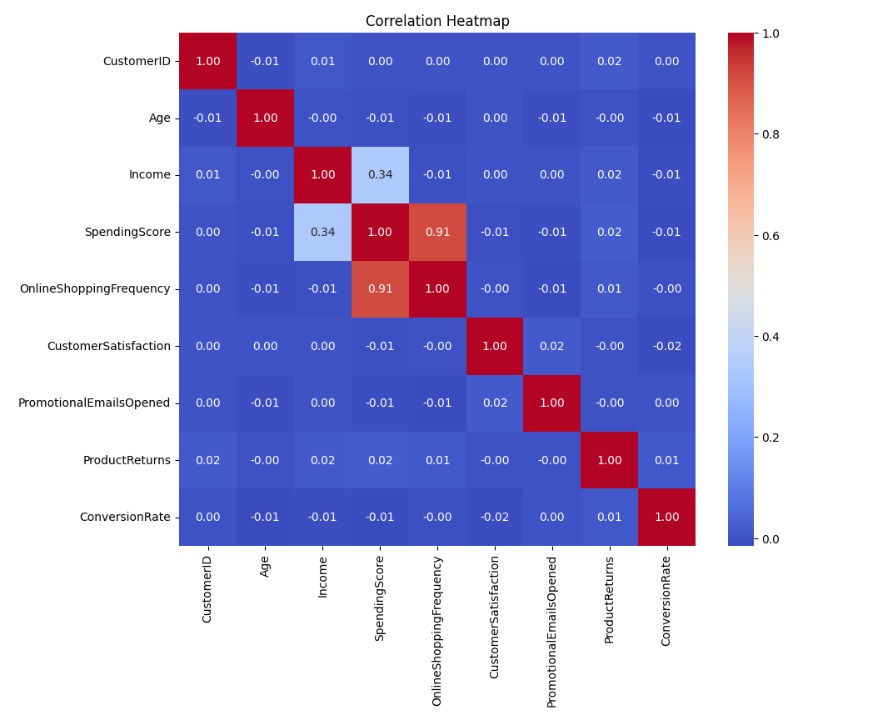 Correlation Heatmap
CustomerID 1.00 -0.01 0.01 0.00 0.00 0.00 0.00 0.02 0.00
Age -0.01 1.00 -0.00 -0.01 -0.01 0.00 -0.01 -0.00 -0.01
Income 0.01 -0.00 1.00 0.34 -0.01 0.00 0.00 0.02 -0.01
SpendingScore 0.00 -0.01 0.34 1.00 0.91 -0.01 -0.01 0.02 -0.01
OnlineShoppingFrequency 0.00 -0.01 -0.01 0.91 1.00 -0.00 -0.01 0.01 -0.00
CustomerSatisfaction 0.00 0.00 0.00 -0.01 -0.00 1.00 0.02 -0.00 -0.02
PromotionalEmailsOpened 0.00 -0.01 0.00 -0.01 -0.01 0.02 1.00 -0.00 0.00
ProductReturns 0.02 -0.00 0.02 0.02 0.01 -0.00 -0.00 1.00 0.01
ConversionRate 0.00 -0.01 -0.01 -0.01 -0.00 -0.02 0.00 0.01 1.00
CustomerID
Age
Income
SpendingScore
OnlineShoppingFrequency
CustomerSatisfaction
PromotionalEmailsOpened
ProductReturns
ConversionRate
1.0
0.8
0.6
0.4
0.2
0.0